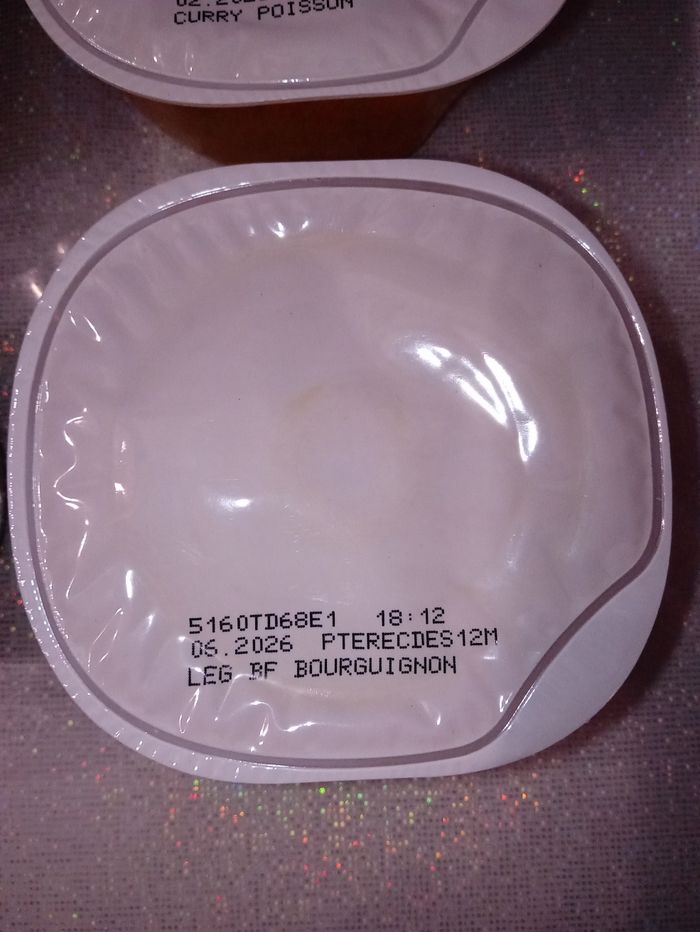 CURRY POISSON
5160TD68E1 18:12
06.2026 PTERECDES12M
LEG BF BOURGUIGNON